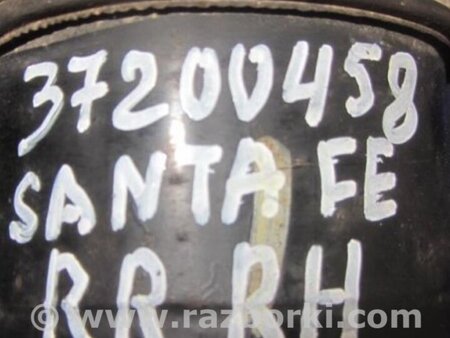 37200458
SANTA FE
RR RH
www.razborki.com